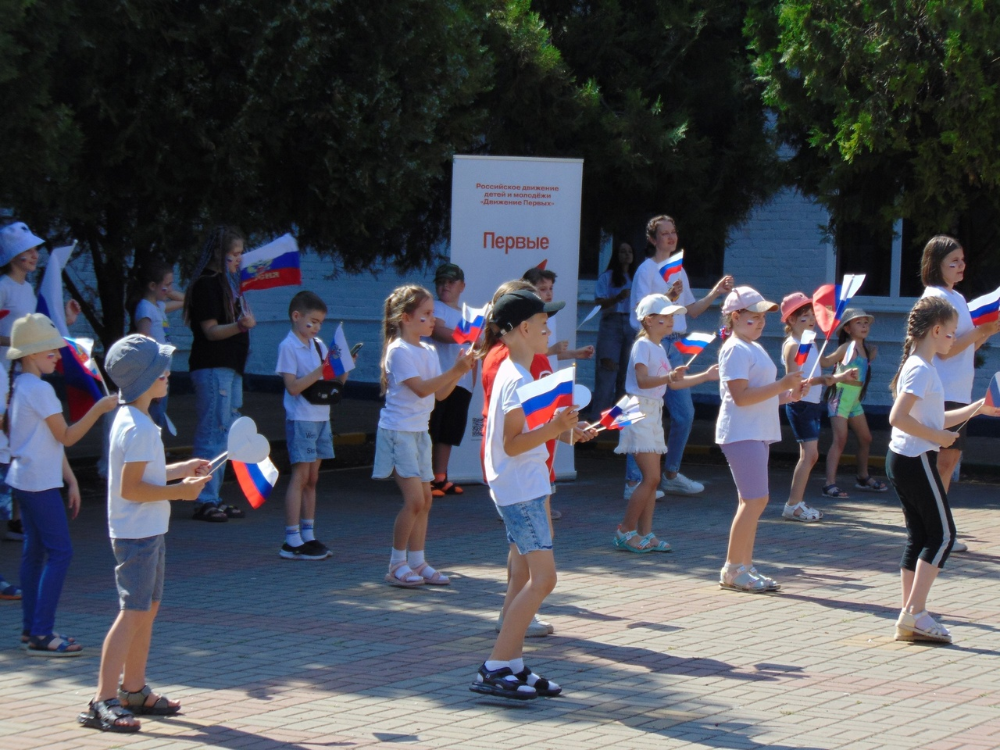 Российское движение
детей и молодёжи
«Движение Первых»
Первые